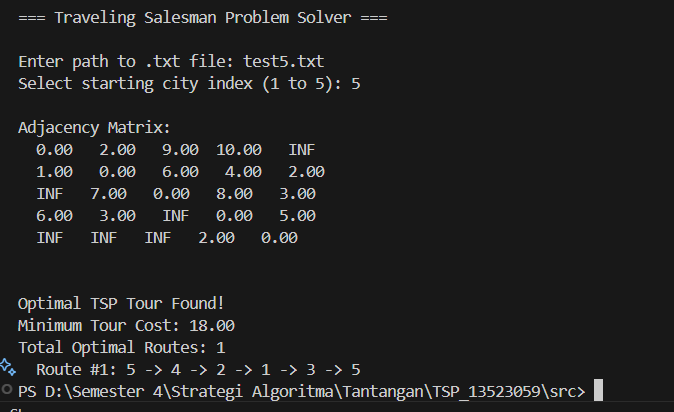 === Traveling Salesman Problem Solver ===
Enter path to .txt file: test5.txt
Select starting city index (1 to 5): 5
Adjacency Matrix:
0.00 2.00 9.00 10.00 INF
1.00 0.00 6.00 4.00 2.00
INF 7.00 0.00 8.00 3.00
6.00 3.00 INF 0.00 5.00
INF INF INF 2.00 0.00
Optimal TSP Tour Found!
Minimum Tour Cost: 18.00
Total Optimal Routes: 1
Route #1: 5 -> 4 -> 2 -> 1 -> 3 -> 5
PS D:\Semester 4\Strategi Algoritma\Tantangan\TSP_13523059\src>